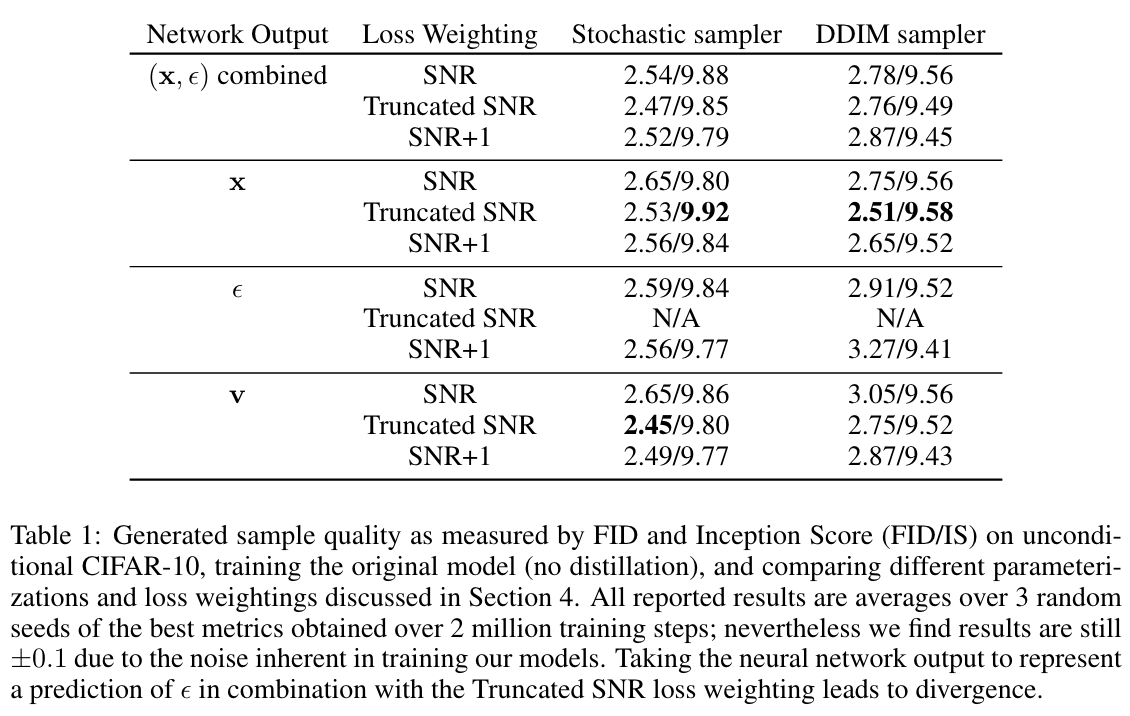 Network Output Loss Weighting Stochastic sampler DDIM sampler
(x, ϵ) combined SNR 2.54/9.88 2.78/9.56
Truncated SNR 2.47/9.85 2.76/9.49
SNR+1 2.52/9.79 2.87/9.45
x SNR 2.65/9.80 2.75/9.56
Truncated SNR 2.53/9.92 2.51/9.58
SNR+1 2.56/9.84 2.65/9.52
ϵ SNR 2.59/9.84 2.91/9.52
Truncated SNR N/A N/A
SNR+1 2.56/9.77 3.27/9.41
v SNR 2.65/9.86 3.05/9.56
Truncated SNR 2.45/9.80 2.75/9.52
SNR+1 2.49/9.77 2.87/9.43
Table 1: Generated sample quality as measured by FID and Inception Score (FID/IS) on uncondi-
tional CIFAR-10, training the original model (no distillation), and comparing different parameteri-
zations and loss weightings discussed in Section 4. All reported results are averages over 3 random
seeds of the best metrics obtained over 2 million training steps; nevertheless we find results are still
±0.1 due to the noise inherent in training our models. Taking the neural network output to represent
a prediction of ϵ in combination with the Truncated SNR loss weighting leads to divergence.